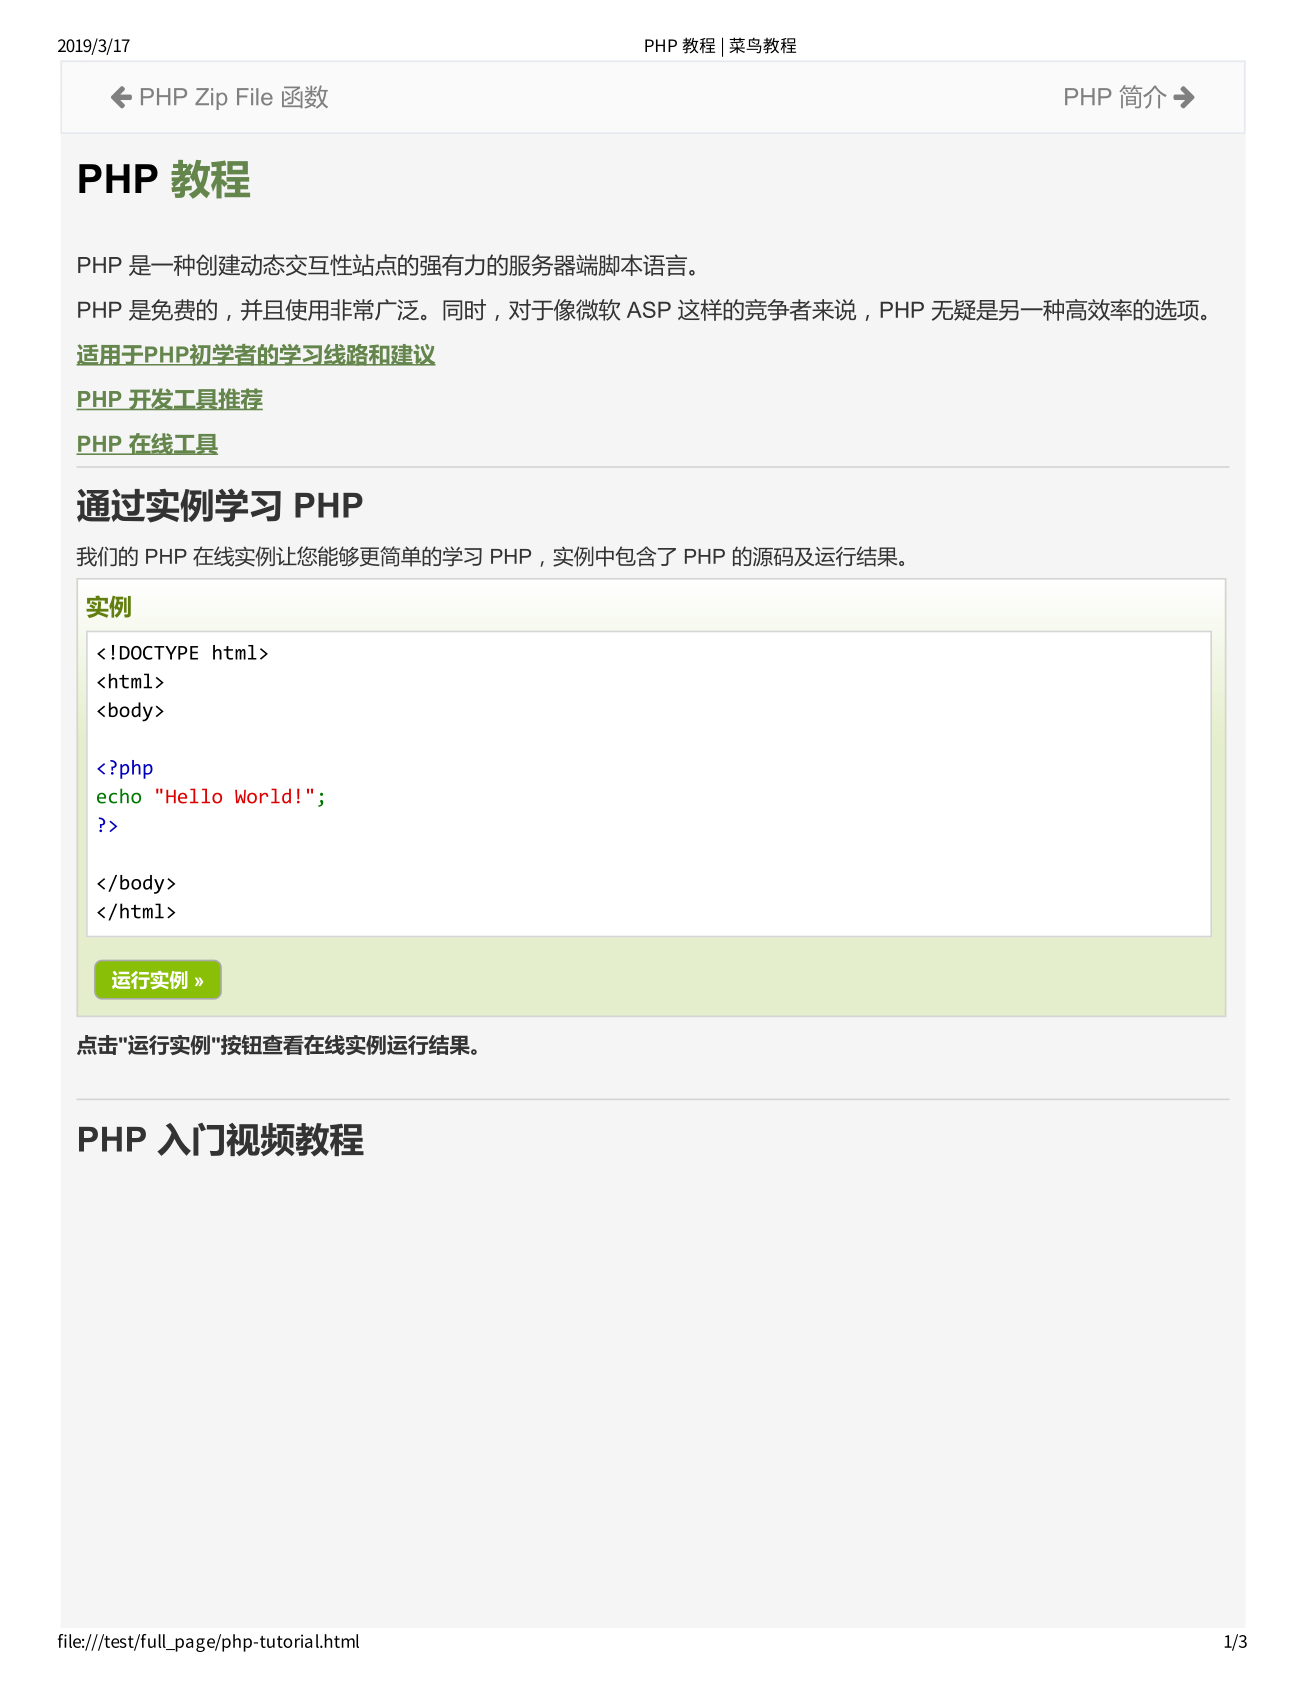 2019/3/17 PHP 教程 | 菜鸟教程
PHP Zip File 函数 PHP 简介
PHP 教程
PHP 是一种创建动态交互性站点的强有力的服务器端脚本语言。
PHP 是免费的，并且使用非常广泛。同时，对于像微软 ASP 这样的竞争者来说，PHP 无疑是另一种高效率的选项。
适用于PHP初学者的学习线路和建议
PHP 开发工具推荐
PHP 在线工具
通过实例学习 PHP
我们的 PHP 在线实例让您能够更简单的学习 PHP，实例中包含了 PHP 的源码及运行结果。
实例
<!DOCTYPE html>
<html>
<body>
<?php
echo "Hello World!";
?>
</body>
</html>
运行实例 »
点击"运行实例"按钮查看在线实例运行结果。
PHP 入门视频教程
file:///test/full_page/php-tutorial.html 1/3